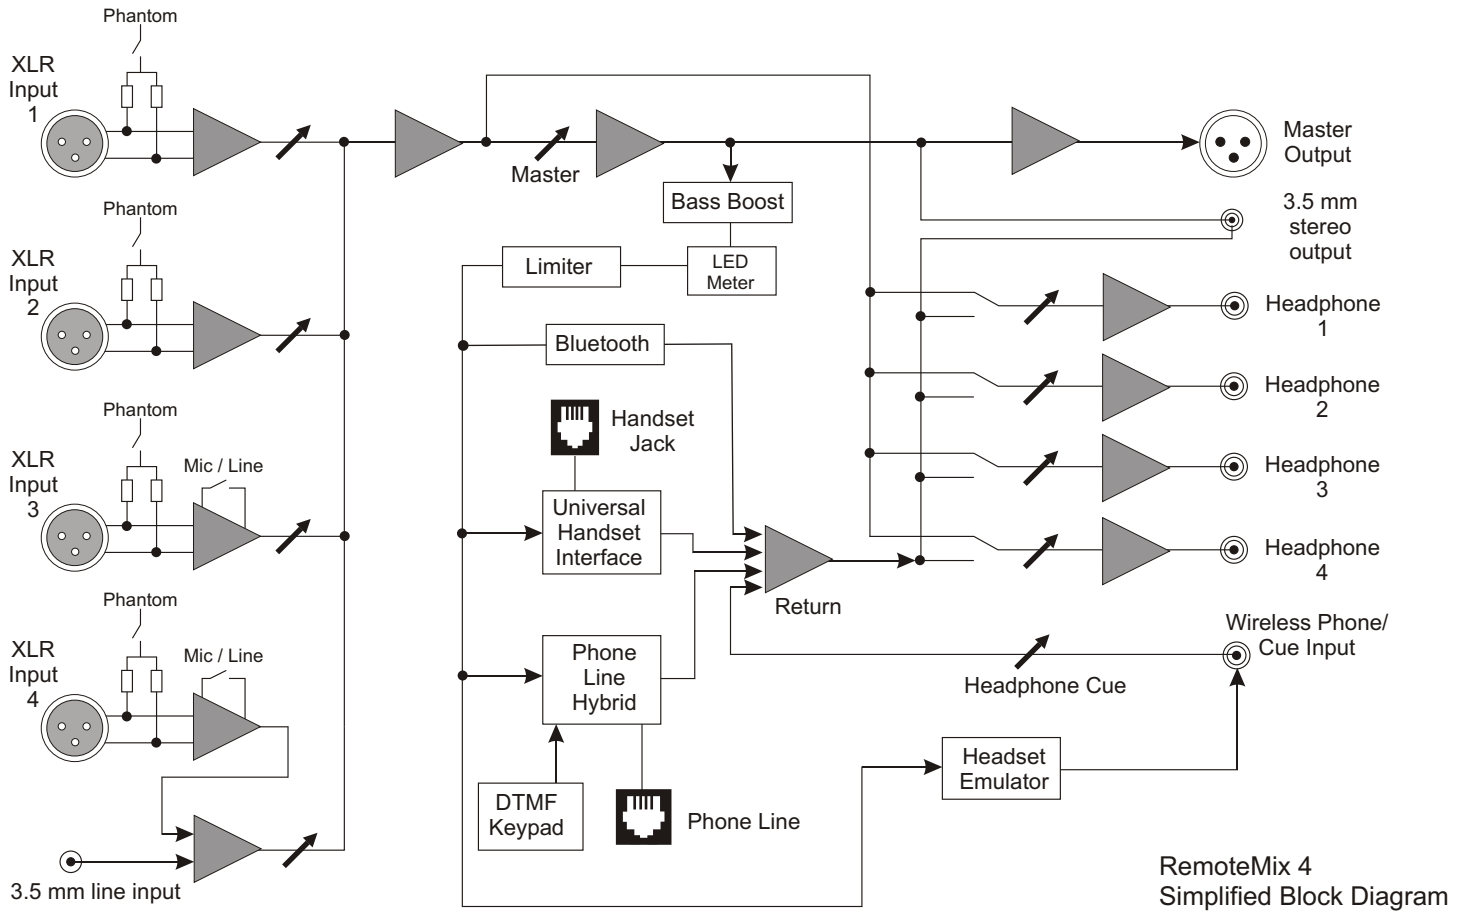 Phantom
XLR
Input
1
Master
Master
Output
Bass Boost
3.5 mm
stereo
output
Phantom
XLR
Input
2
Limiter
LED
Meter
Bluetooth
Headphone
1
Headphone
2
Phantom
XLR
Input
3
Mic / Line
Handset
Jack
Universal
Handset
Interface
Headphone
3
Headphone
4
Return
Phantom
XLR
Input
4
Mic / Line
Phone
Line
Hybrid
Wireless Phone/
Cue Input
Headphone Cue
Headset
Emulator
DTMF
Keypad
Phone Line
3.5 mm line input
RemoteMix 4
Simplified Block Diagram